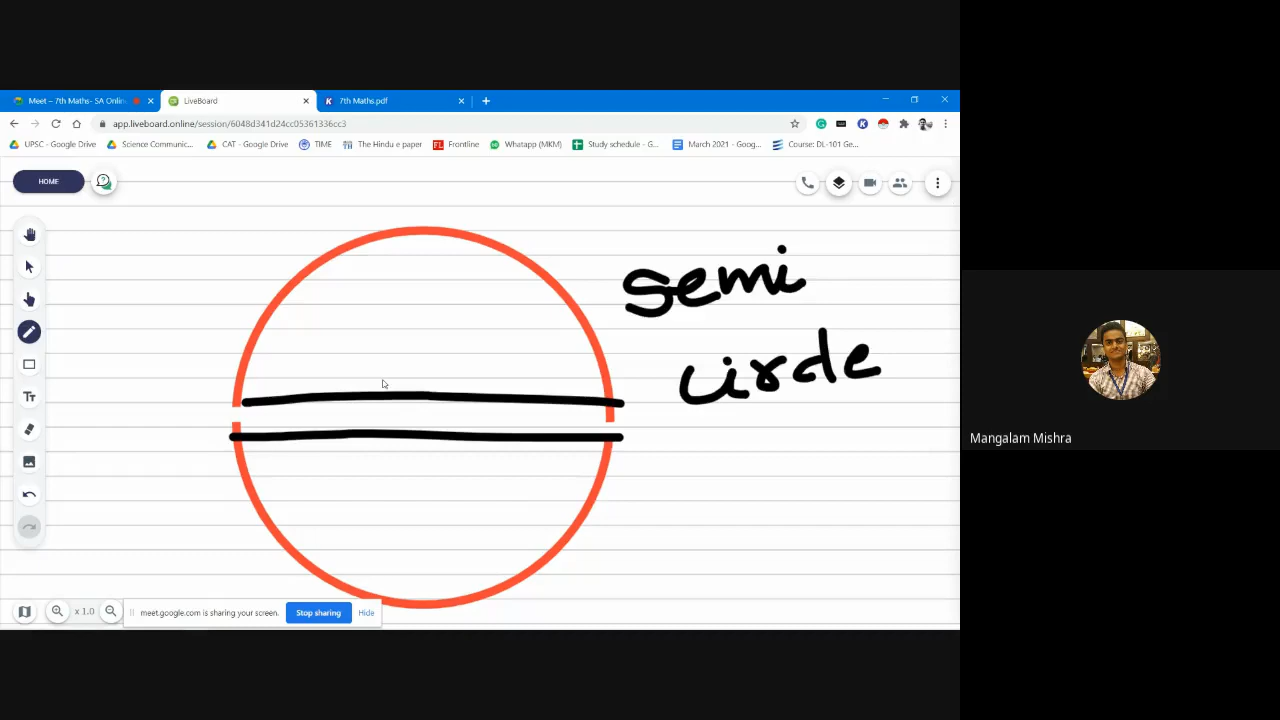 Meet – 7th Maths- SA Onlin
LiveBoard
7th Maths.pdf
app.liveboard.online/session/6048d341d24cc05361336cc3
UPSC - Google Drive
Science Communic...
CAT - Google Drive
TIME
The Hindu e paper
Frontline
Whatapp (MKM)
Study schedule - G...
March 2021 - Goog...
Course: DL-101 Ge...
HOME
semi
circle
Mangalam Mishra
Tт
x 1.0
meet.google.com is sharing your screen.
Stop sharing
Hide